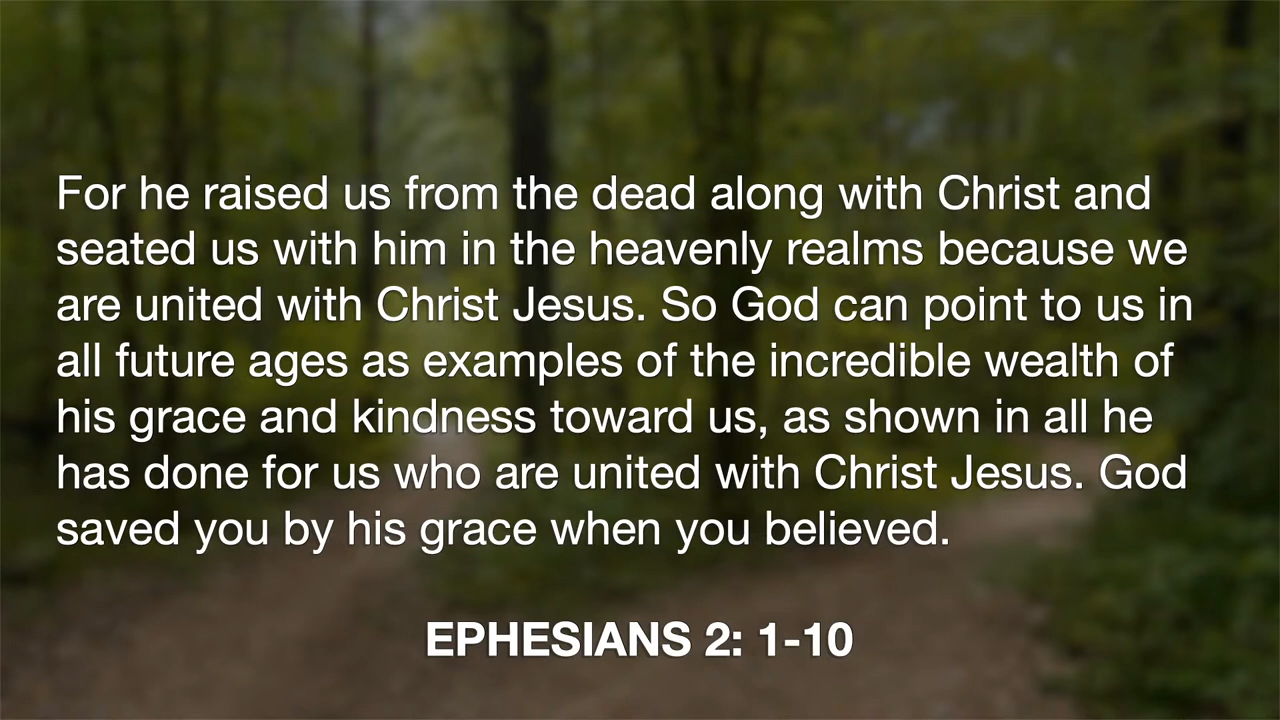 For he raised us from the dead along with Christ and
seated us with him in the heavenly realms because we
are united with Christ Jesus. So God can point to us in
all future ages as examples of the incredible wealth of
his grace and kindness toward us, as shown in all he
has done for us who are united with Christ Jesus. God
saved you by his grace when you believed.
EPHESIANS 2: 1-10